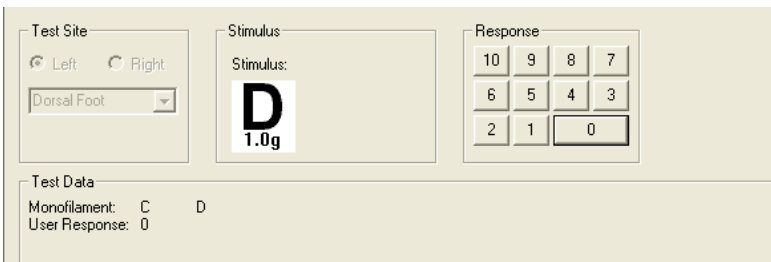 Test Site
Left Right
Dorsal Foot
Stimulus
Stimulus:
D
1.0g
Response
10 9 8 7
6 5 4 3
2 1 0
Test Data
Monofilament: C D
User Response: 0